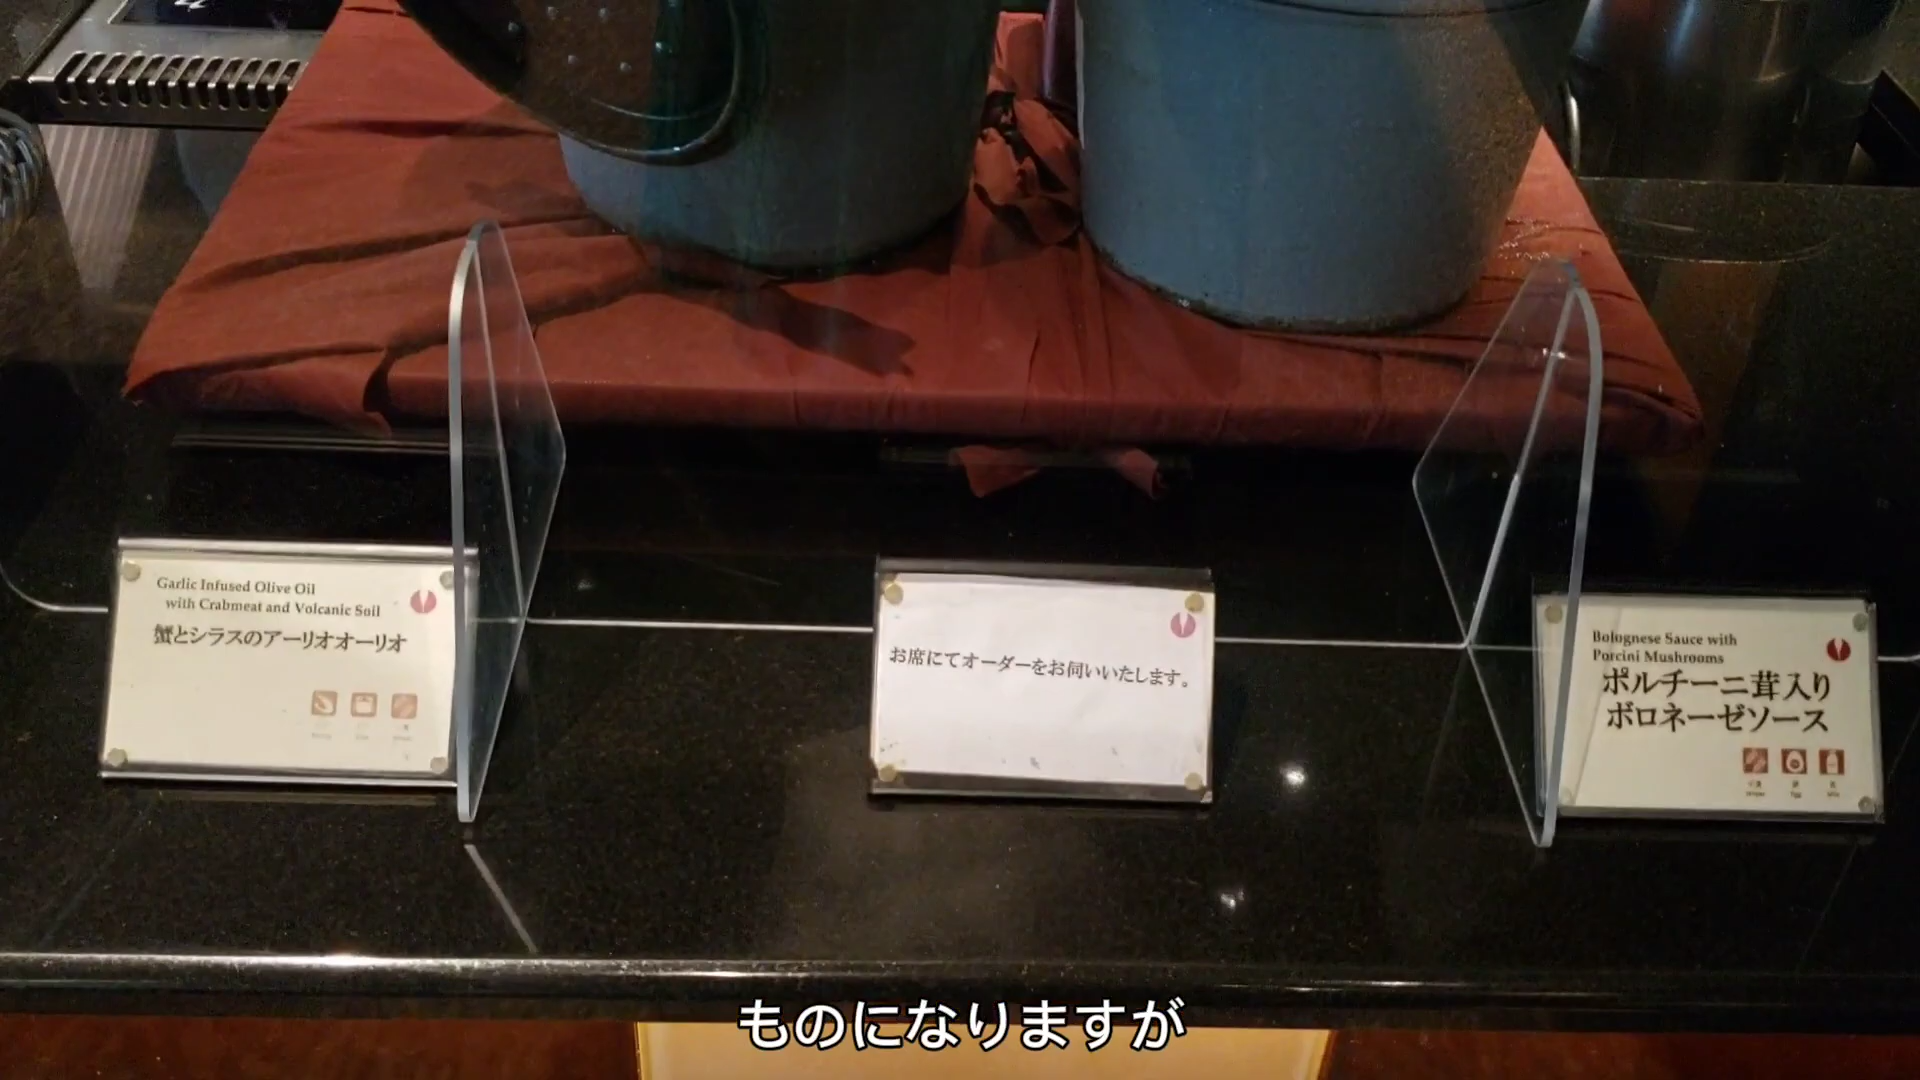 Garlic Infused Olive Oil
with Crabmeat and Volcanic Soil
蟹とシラスのアーリオオーリオ
お席にてオーダーをお伺いいたします。
Bolognese Sauce with
Porcini Mushrooms
ポルチーニ茸入り
ボロネーゼソース
ものになりますが